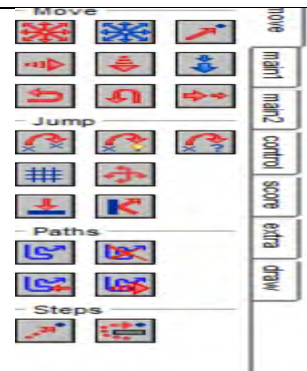 Move
Jump
Paths
Steps
move
main1
main2
control
score
extra
draw